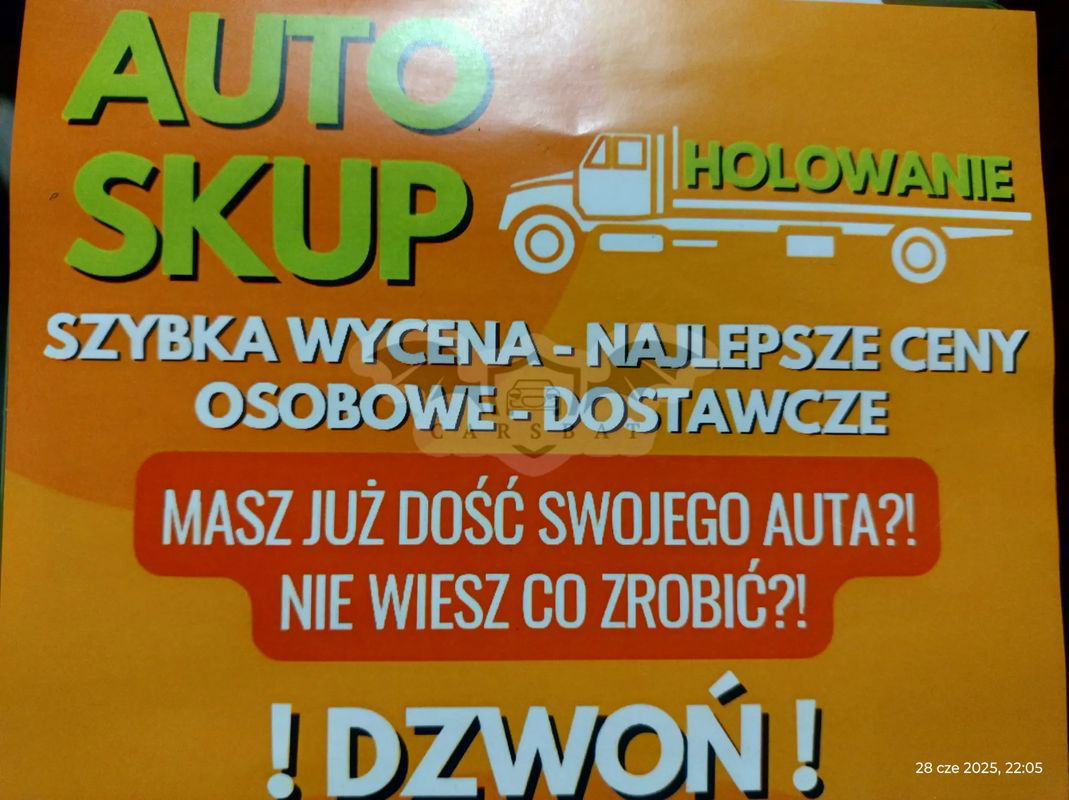 AUTO
SKUP
HOLOWANIE
SZYBKA WYCENA - NAJLEPSZE CENY
OSOBOWE - DOSTAWCZE
CARSBAT
MASZ JUŻ DOŚĆ SWOJEGO AUTA?!
NIE WIESZ CO ZROBIĆ?!
! DZWOŃ !
28 cze 2025, 22:05